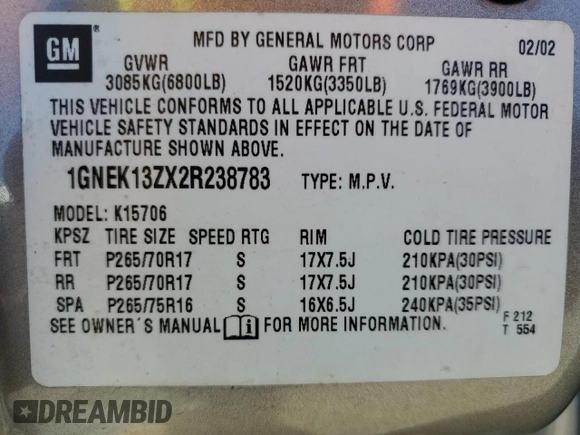 GM
MFD BY GENERAL MOTORS CORP 02/02
GVWR GAWR FRT GAWR RR
3085KG(6800LB) 1520KG(3350LB) 1769KG(3900LB)
THIS VEHICLE CONFORMS TO ALL APPLICABLE U.S. FEDERAL MOTOR
VEHICLE SAFETY STANDARDS IN EFFECT ON THE DATE OF
MANUFACTURE SHOWN ABOVE.
1GNEK13ZX2R238783 TYPE: M.P.V.
MODEL: K15706
KPSZ TIRE SIZE SPEED RTG RIM COLD TIRE PRESSURE
FRT P265/70R17 S 17X7.5J 210KPA(30PSI)
RR P265/70R17 S 17X7.5J 210KPA(30PSI)
SPA P265/75R16 S 16X6.5J 240KPA(35PSI)
SEE OWNER´S MANUAL i FOR MORE INFORMATION.
F 212
T 554
DREAMBID